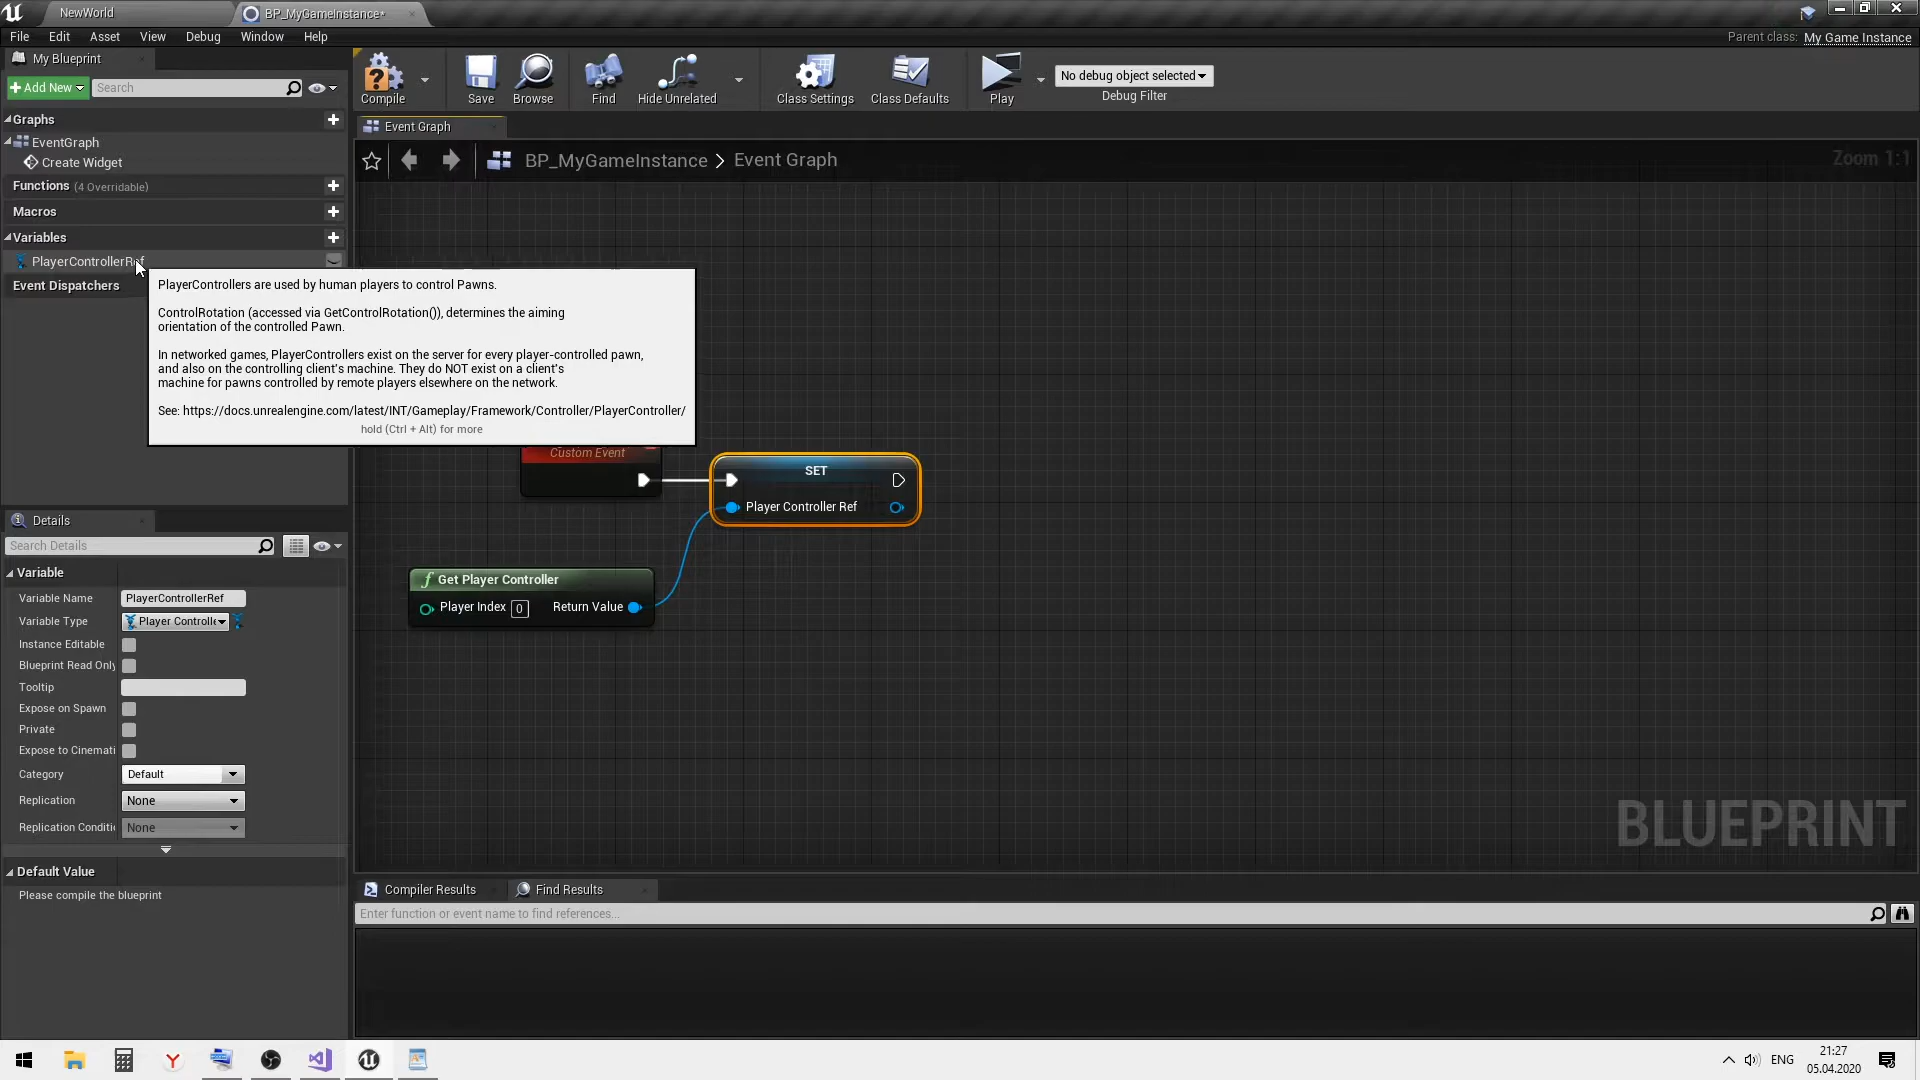 NewWorld
BP_MyGameInstance*
File Edit Asset View Debug Window Help
Parent class: My Game Instance
My Blueprint
Add New
Search
Compile
Save
Browse
Find
Hide Unrelated
Class Settings
Class Defaults
Play
No debug object selected
Debug Filter
Graphs
EventGraph
Create Widget
Functions (4 Overridable)
Macros
Variables
PlayerControllerRef
Event Dispatchers
Event Graph
BP_MyGameInstance > Event Graph
Zoom 1:1
PlayerControllers are used by human players to control Pawns.
ControlRotation (accessed via GetControlRotation()), determines the aiming
orientation of the controlled Pawn.
In networked games, PlayerControllers exist on the server for every player-controlled pawn,
and also on the controlling client's machine. They do NOT exist on a client's
machine for pawns controlled by remote players elsewhere on the network.
See: https://docs.unrealengine.com/latest/INT/Gameplay/Framework/Controller/PlayerController/
hold (Ctrl + Alt) for more
Custom Event
SET
Player Controller Ref
f Get Player Controller
Player Index 0 Return Value
BLUEPRINT
Details
Search Details
Variable
Variable Name PlayerControllerRef
Variable Type Player Controlle
Instance Editable
Blueprint Read Only
Tooltip
Expose on Spawn
Private
Expose to Cinemati
Category Default
Replication None
Replication Conditi None
Default Value
Please compile the blueprint
Compiler Results
Find Results
Enter function or event name to find references...
ENG
21:27
05.04.2020